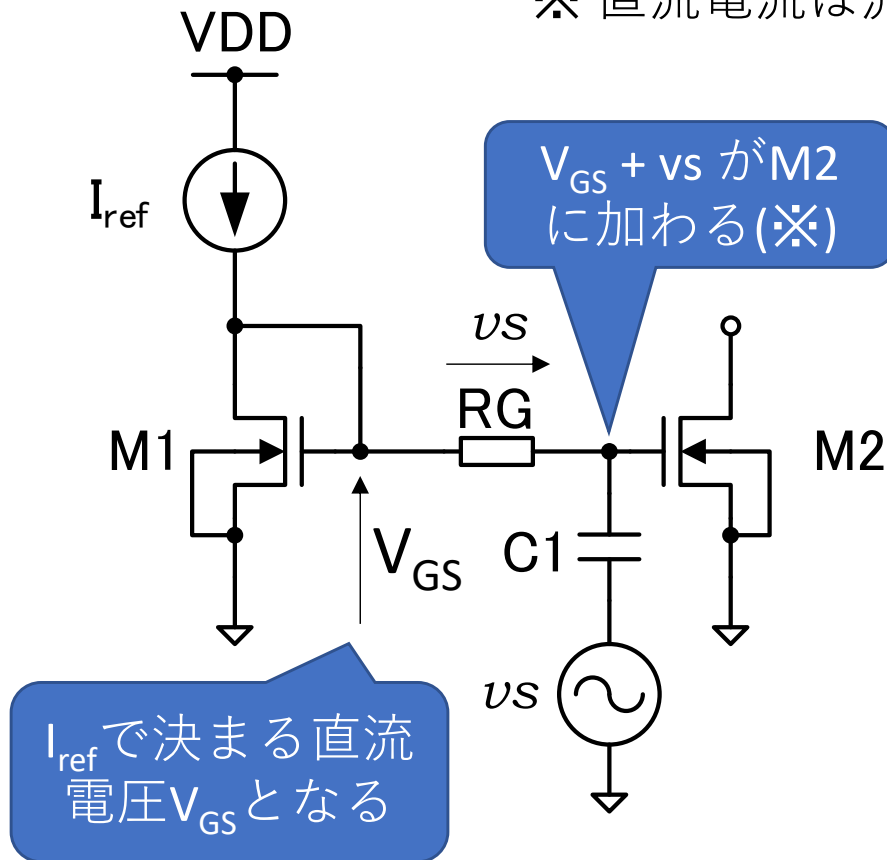 ※ 直流電流は
VDD
I_ref
V_GS + vs がM2
に加わる(※)
vs
RG
M1
M2
V_GS
C1
vs
I_refで決まる直流
電圧V_GSとなる